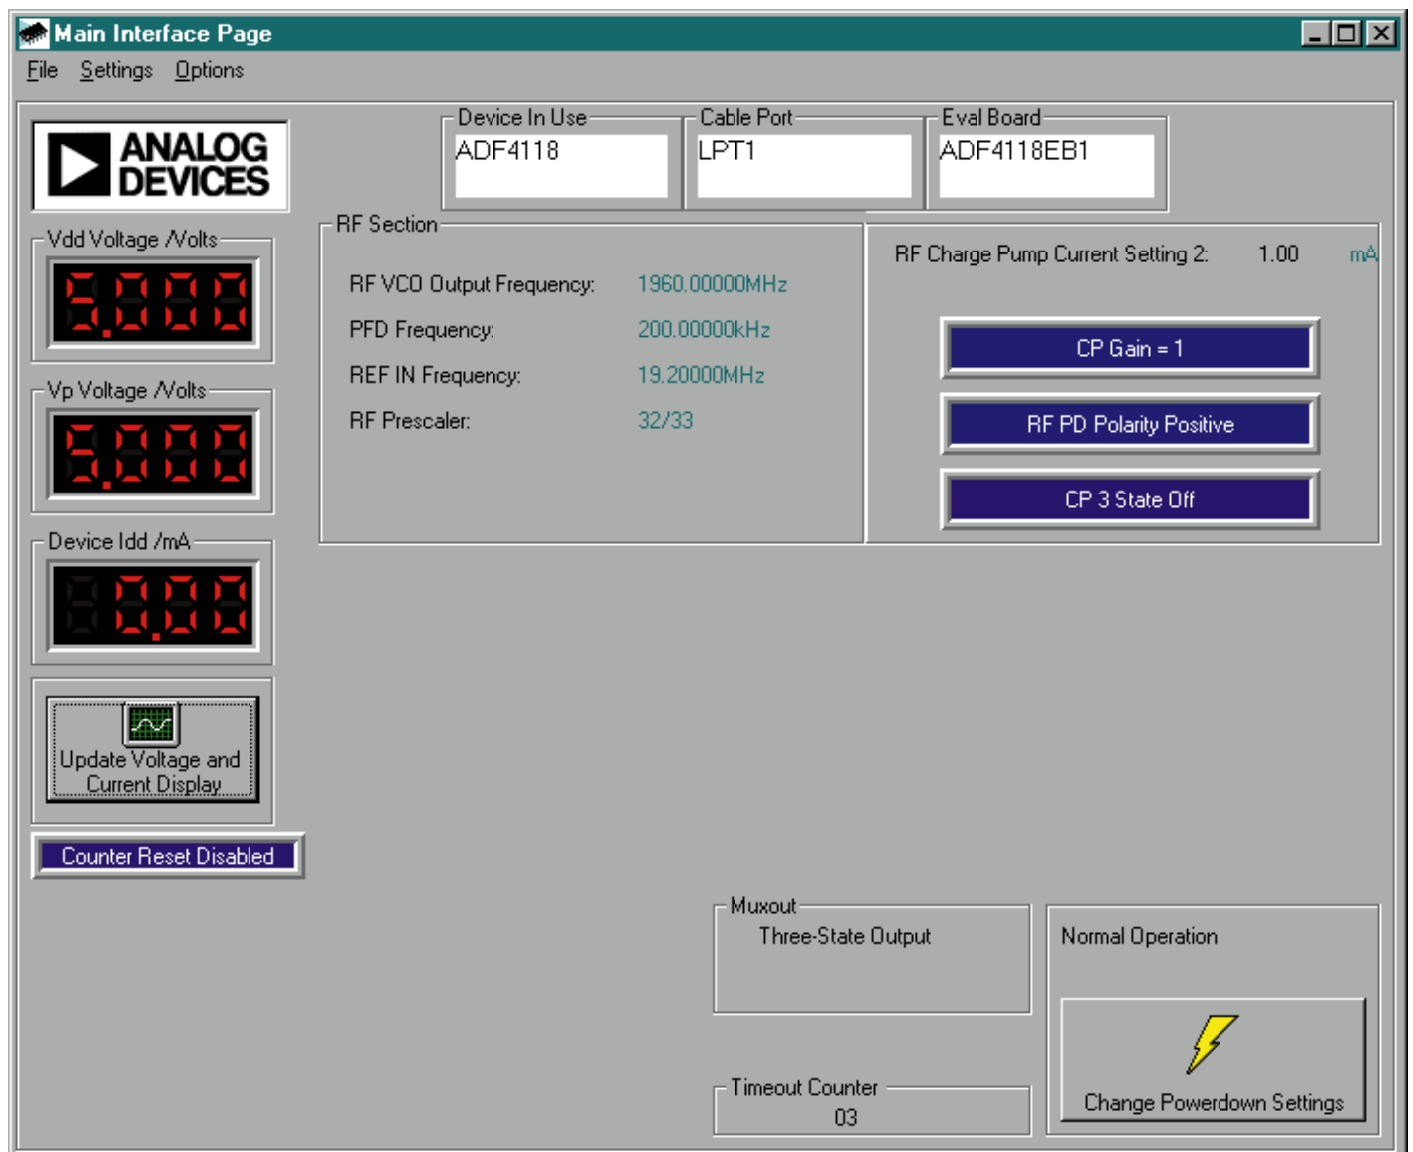 Main Interface Page
File Settings Options
ANALOG
DEVICES
Device In Use
ADF4118
Cable Port
LPT1
Eval Board
ADF4118EB1
Vdd Voltage /Volts
5.000
Vp Voltage /Volts
5.000
Device Idd /mA
0.00
Update Voltage and
Current Display
Counter Reset Disabled
RF Section
RF VCO Output Frequency: 1960.00000MHz
PFD Frequency: 200.00000kHz
REF IN Frequency: 19.20000MHz
RF Prescaler: 32/33
RF Charge Pump Current Setting 2: 1.00 mA
CP Gain = 1
RF PD Polarity Positive
CP 3 State Off
Muxout
Three-State Output
Timeout Counter
03
Normal Operation
Change Powerdown Settings